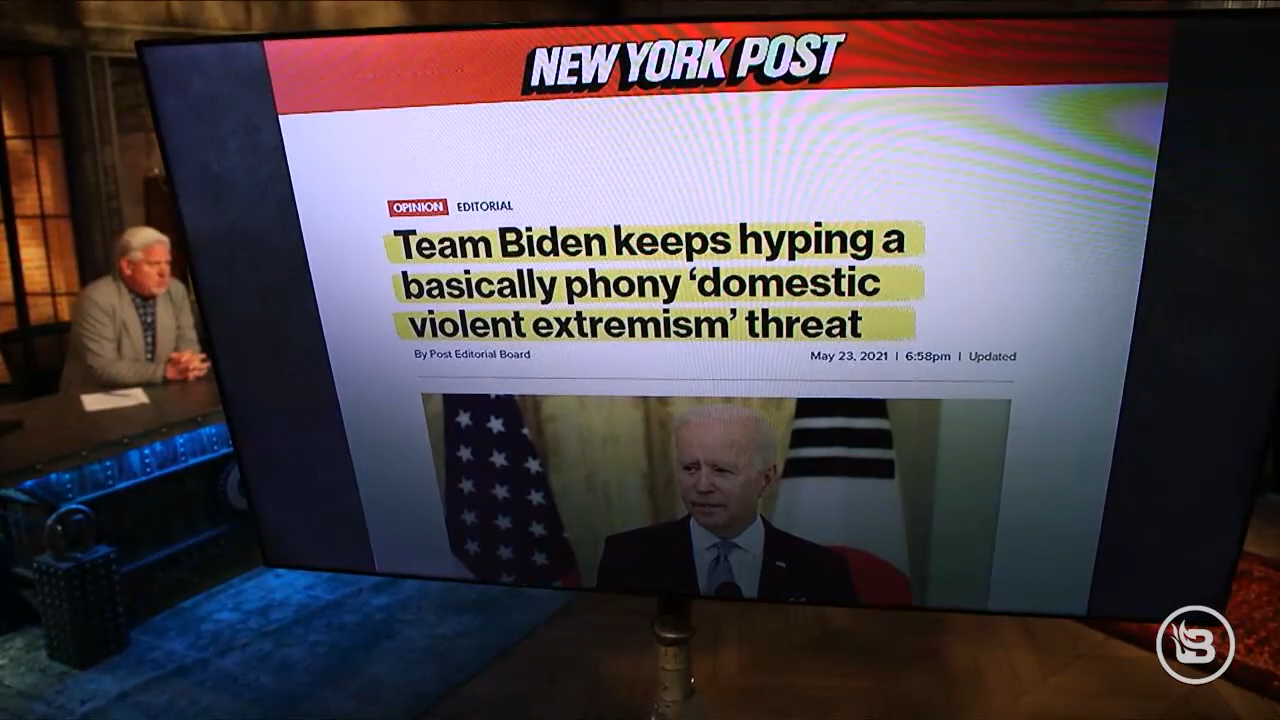 NEW YORK POST
OPINION EDITORIAL
Team Biden keeps hyping a
basically phony ‘domestic
violent extremism’ threat
By Post Editorial Board May 23, 2021 | 6:58pm | Updated
B